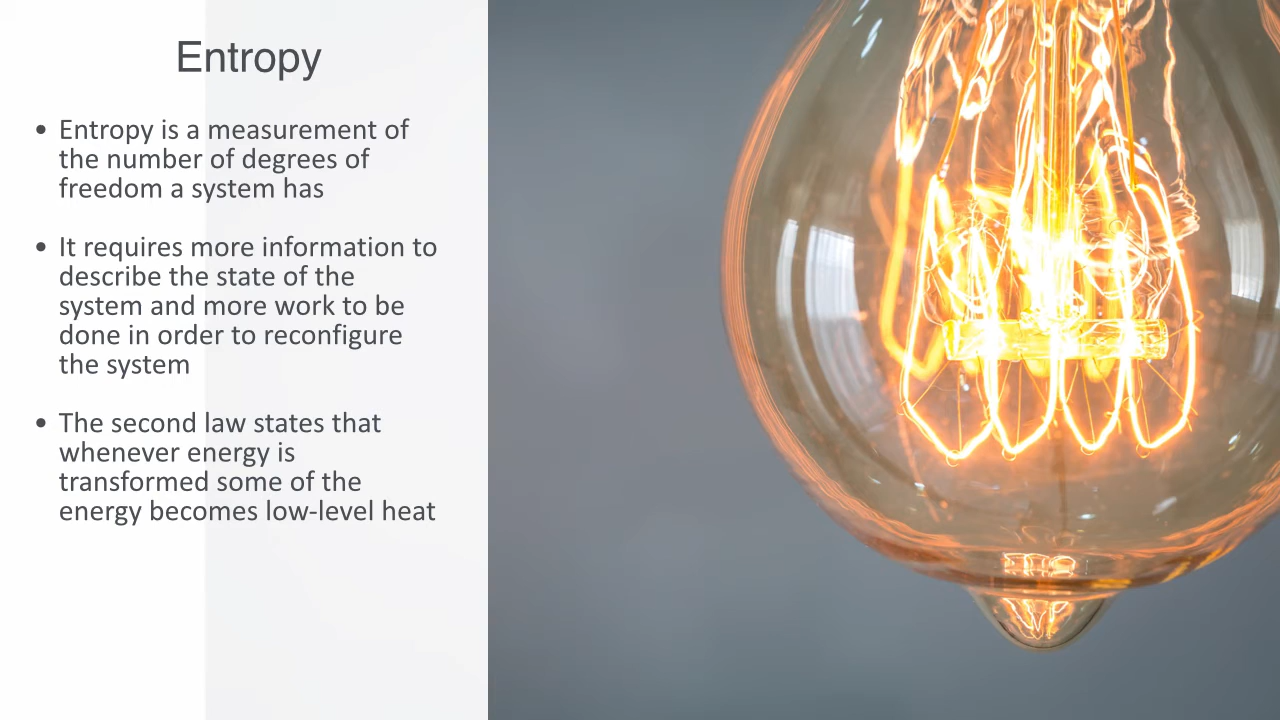 Entropy
• Entropy is a measurement of
the number of degrees of
freedom a system has
• It requires more information to
describe the state of the
system and more work to be
done in order to reconfigure
the system
• The second law states that
whenever energy is
transformed some of the
energy becomes low-level heat